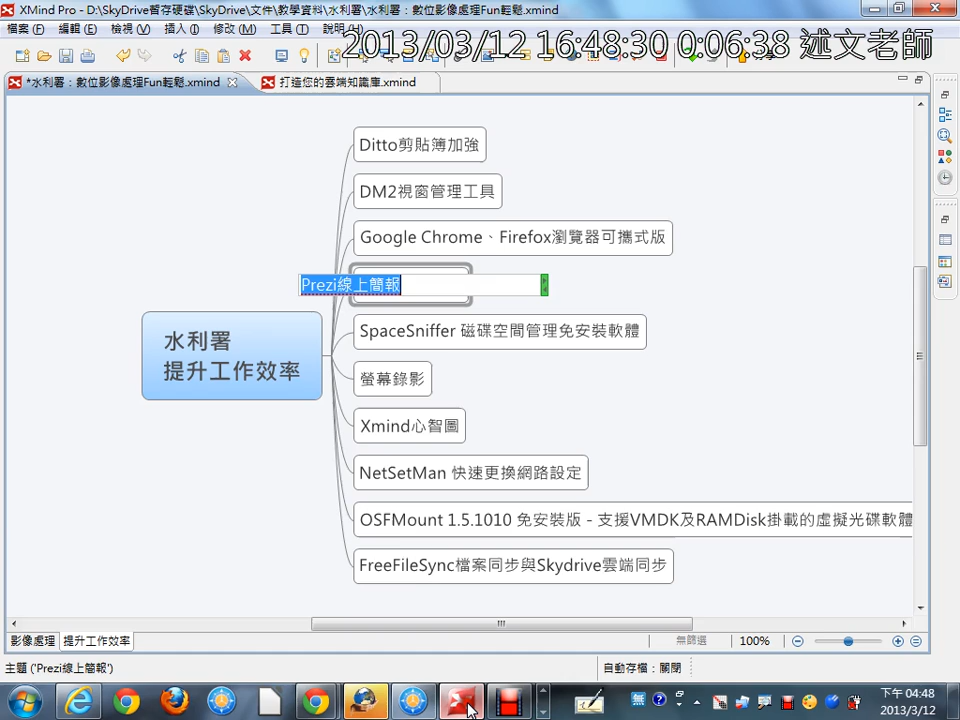 XMind Pro - D:\SkyDrive暫存硬碟\SkyDrive\文件\教學資料\水利署\水利署：數位影像處理Fun輕鬆.xmind
檔案(F) 編輯(E) 檢視(V) 插入(I) 修改(M) 工具(T) 說明(H)
2013/03/12 16:48:30 0:06:38 述文老師
*水利署：數位影像處理Fun輕鬆.xmind
打造您的雲端知識庫.xmind
Ditto剪貼簿加強
DM2視窗管理工具
Google Chrome、Firefox瀏覽器可攜式版
Prezi線上簡報
SpaceSniffer 磁碟空間管理免安裝軟體
水利署
提升工作效率
螢幕錄影
Xmind心智圖
NetSetMan 快速更換網路設定
OSFMount 1.5.1010 免安裝版 - 支援VMDK及RAMDisk掛載的虛擬光碟軟體
FreeFileSync檔案同步與Skydrive雲端同步
影像處理 提升工作效率
無篩選 100%
主題 ('Prezi線上簡報')
自動存檔：關閉
下午 04:48
2013/3/12